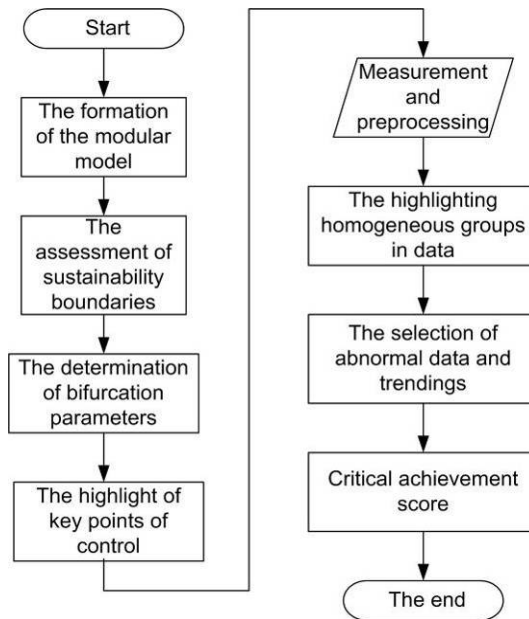 Start
The formation
of the modular
model
The
assessment of
sustainability
boundaries
The determination
of bifurcation
parameters
The highlight of
key points of
control
Measurement
and
preprocessing
The highlighting
homogeneous groups
in data
The selection of
abnormal data and
trendings
Critical achievement
score
The end